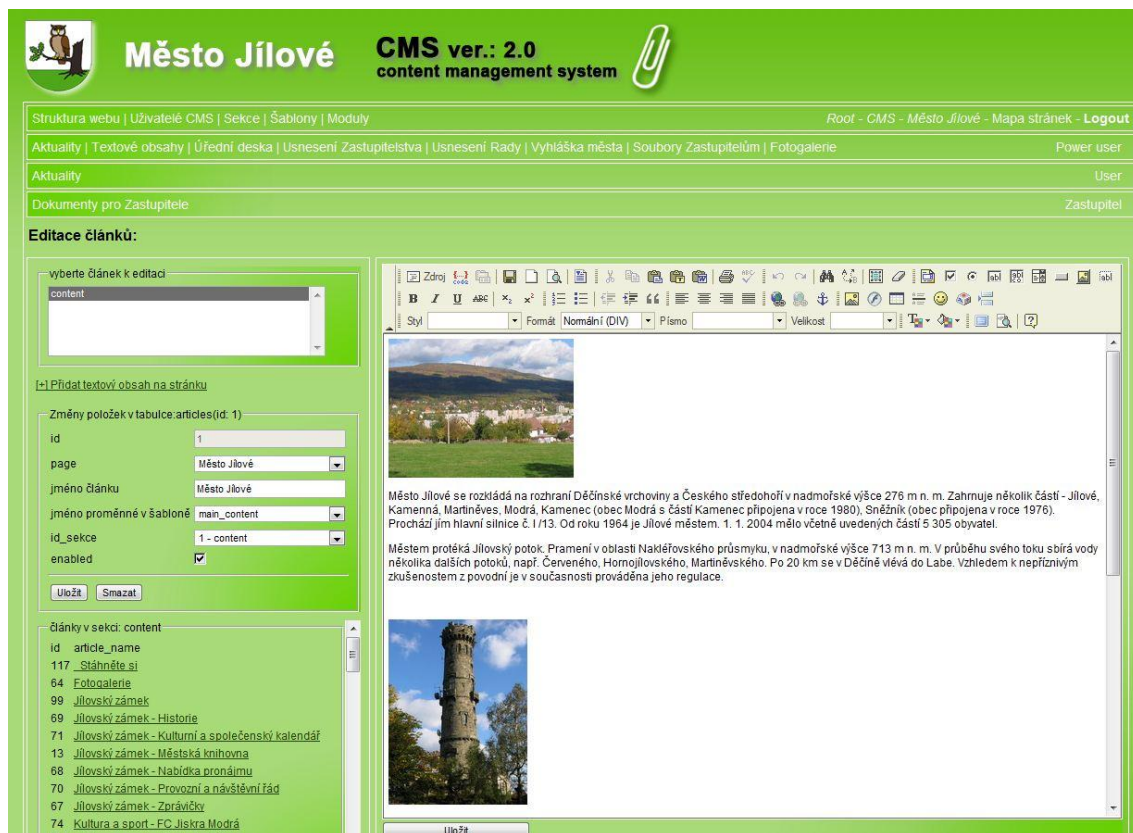 Město Jílové
CMS ver.: 2.0
content management system
Struktura webu | Uživatelé CMS | Sekce | Šablony | Moduly
Root - CMS - Město Jílové - Mapa stránek - Logout
Aktuality | Textové obsahy | Úřední deska | Usnesení Zastupitelstva | Usnesení Rady | Vyhláška města | Soubory Zastupitelům | Fotogalerie
Power user
Aktuality
User
Dokumenty pro Zastupitele
Zastupitel
Editace článků:
vyberte článek k editaci
content
[+] Přidat textový obsah na stránku
Změny položek v tabulce:articles(id: 1)
id 1
page Město Jílové
jméno článku Město Jílové
jméno proměnné v šabloně main_content
id_sekce 1 - content
enabled
Uložit Smazat
články v sekci: content
id article_name
117 _Stáhněte si
64 Fotogalerie
99 Jílovský zámek
69 Jílovský zámek - Historie
71 Jílovský zámek - Kulturní a společenský kalendář
13 Jílovský zámek - Městská knihovna
68 Jílovský zámek - Nabídka pronájmu
70 Jílovský zámek - Provozní a návštěvní řád
67 Jílovský zámek - Zprávičky
74 Kultura a sport - FC Jiskra Modrá
Zdroj
B I U ABC x₂ x²
Styl Formát Normální (DIV) Písmo Velikost
Město Jílové se rozkládá na rozhraní Děčínské vrchoviny a Českého středohoří v nadmořské výšce 276 m n. m. Zahrnuje několik částí - Jílové,
Kamenná, Martiněves, Modrá, Kamenec (obec Modrá s částí Kamenec připojena v roce 1980), Sněžník (obec připojena v roce 1976).
Prochází jím hlavní silnice č. I /13. Od roku 1964 je Jílové městem. 1. 1. 2004 mělo včetně uvedených částí 5 305 obyvatel.
Městem protéká Jílovský potok. Pramení v oblasti Nakléřovského průsmyku, v nadmořské výšce 713 m n. m. V průběhu svého toku sbírá vody
několika dalších potoků, např. Červeného, Hornojílovského, Martiněvského. Po 20 km se v Děčíně vlévá do Labe. Vzhledem k nepříznivým
zkušenostem z povodní je v současnosti prováděna jeho regulace.
Uložit